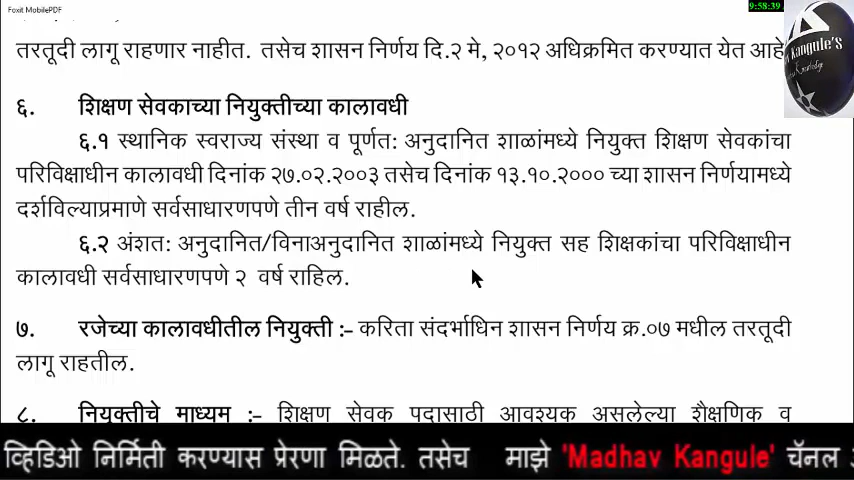 Foxit MobilePDF
9:58:39
Kangule's
तरतूदी लागू राहणार नाहीत. तसेच शासन निर्णय दि.२ मे, २०१२ अधिक्रमित करण्यात येत आहे
६. शिक्षण सेवकाच्या नियुक्तीच्या कालावधी
६.१ स्थानिक स्वराज्य संस्था व पूर्णत: अनुदानित शाळांमध्ये नियुक्त शिक्षण सेवकांचा
परिविक्षाधीन कालावधी दिनांक २७.०२.२००३ तसेच दिनांक १३.१०.२००० च्या शासन निर्णयामध्ये
दर्शविल्याप्रमाणे सर्वसाधारणपणे तीन वर्ष राहील.
६.२ अंशत: अनुदानित/विनाअनुदानित शाळांमध्ये नियुक्त सह शिक्षकांचा परिविक्षाधीन
कालावधी सर्वसाधारणपणे २ वर्ष राहिल.
७. रजेच्या कालावधीतील नियुक्ती :- करिता संदर्भाधिन शासन निर्णय क्र.०७ मधील तरतूदी
लागू राहतील.
८. नियुक्तीचे माध्यम :- शिक्षण सेवक पदासाठी आवश्यक असलेल्या शैक्षणिक व
व्हिडिओ निर्मिती करण्यास प्रेरणा मिळते. तसेच माझे 'Madhav Kangule' चॅनल